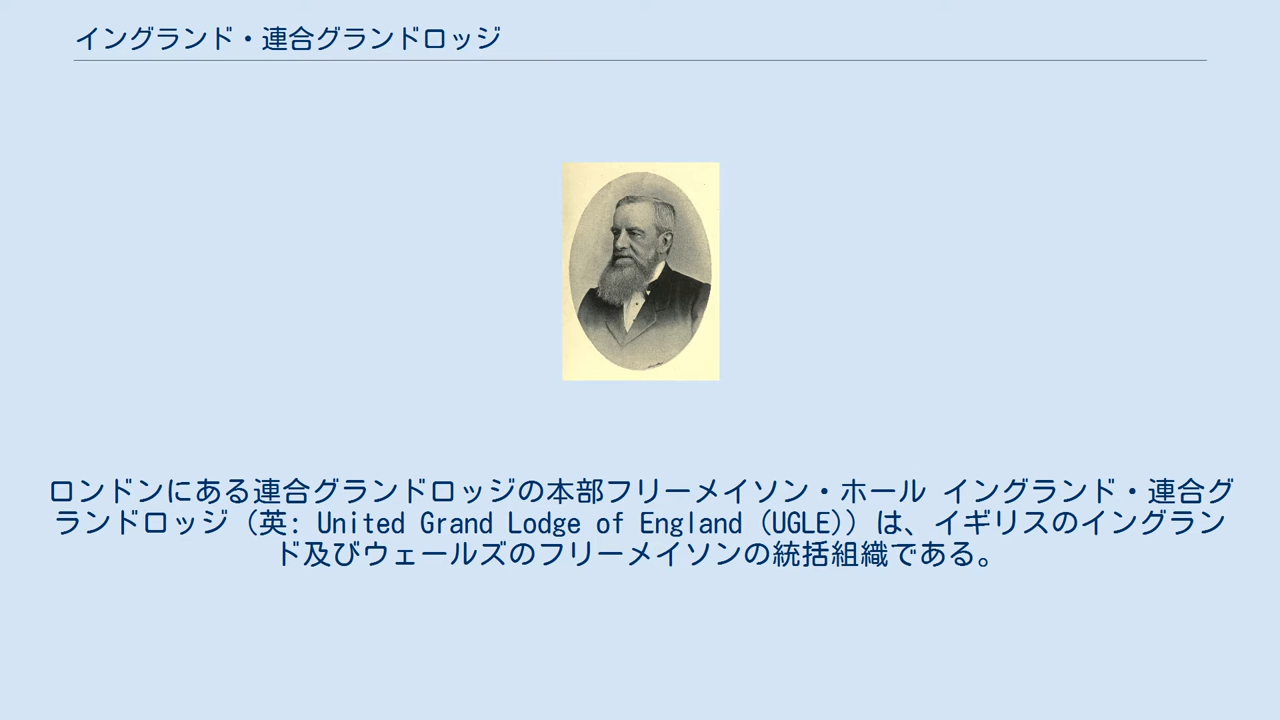 イングランド・連合グランドロッジ
ロンドンにある連合グランドロッジの本部フリーメイソン・ホール イングランド・連合グ
ランドロッジ（英: United Grand Lodge of England（UGLE））は、イギリスのイングラン
ド及びウェールズのフリーメイソンの統括組織である。